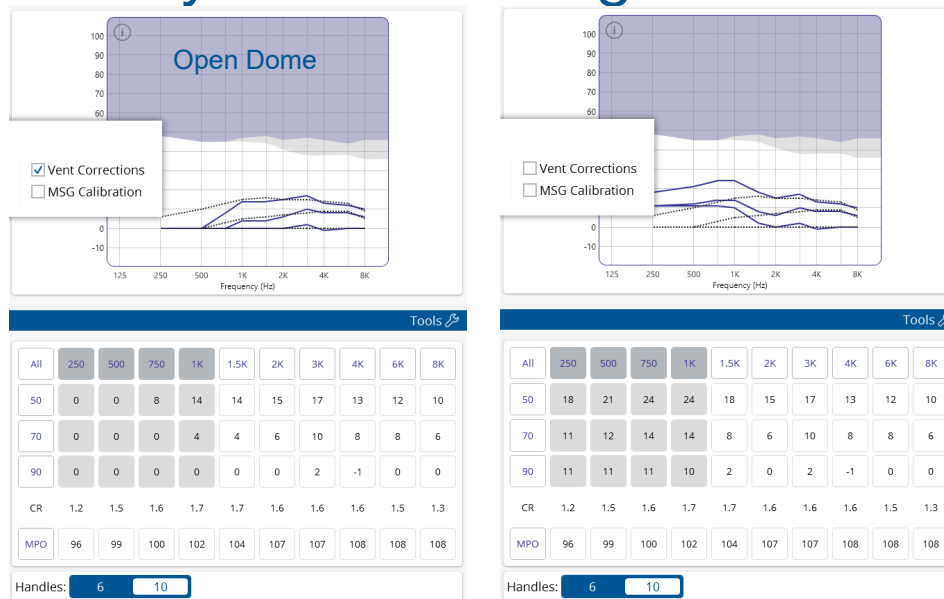 100
90
80
70
60
Open Dome
Vent Corrections
MSG Calibration
0
-10
125 250 500 1K 2K 4K 8K
Frequency (Hz)
Tools
All 250 500 750 1K 1.5K 2K 3K 4K 6K 8K
50 0 0 8 14 14 15 17 13 12 10
70 0 0 0 4 4 6 10 8 8 6
90 0 0 0 0 0 0 2 -1 0 0
CR 1.2 1.5 1.6 1.7 1.7 1.6 1.6 1.6 1.5 1.3
MPO 96 99 100 102 104 107 107 108 108 108
Handles: 6 10
100
90
80
70
60
Vent Corrections
MSG Calibration
0
-10
125 250 500 1K 2K 4K 8K
Frequency (Hz)
Tools
All 250 500 750 1K 1.5K 2K 3K 4K 6K 8K
50 18 21 24 24 18 15 17 13 12 10
70 11 12 14 14 8 6 10 8 8 6
90 11 11 11 10 2 0 2 -1 0 0
CR 1.2 1.5 1.6 1.7 1.7 1.6 1.6 1.6 1.5 1.3
MPO 96 99 100 102 104 107 107 108 108 108
Handles: 6 10